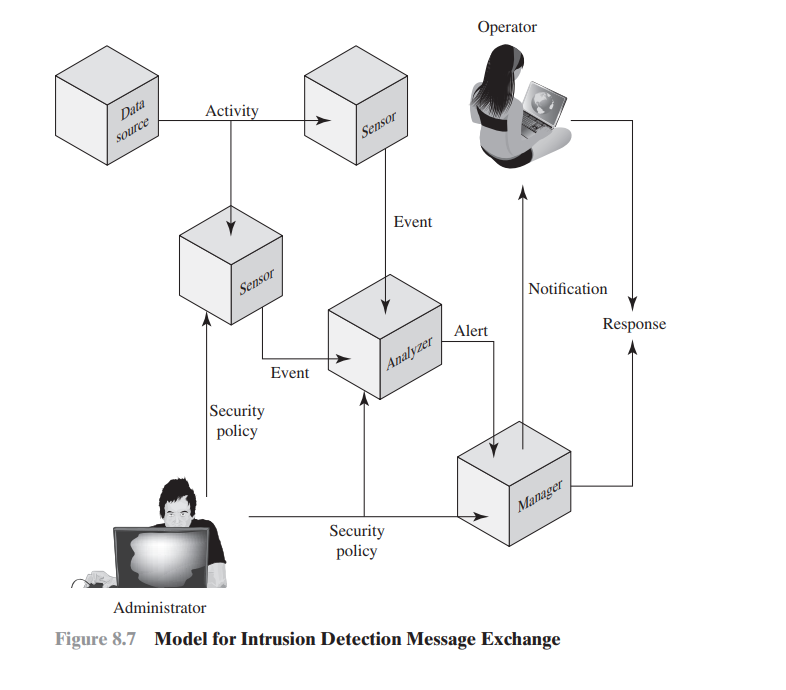 Operator
Data
source
Activity
Sensor
Event
Sensor
Notification
Response
Alert
Analyzer
Event
Security
policy
Manager
Security
policy
Administrator
Figure 8.7 Model for Intrusion Detection Message Exchange